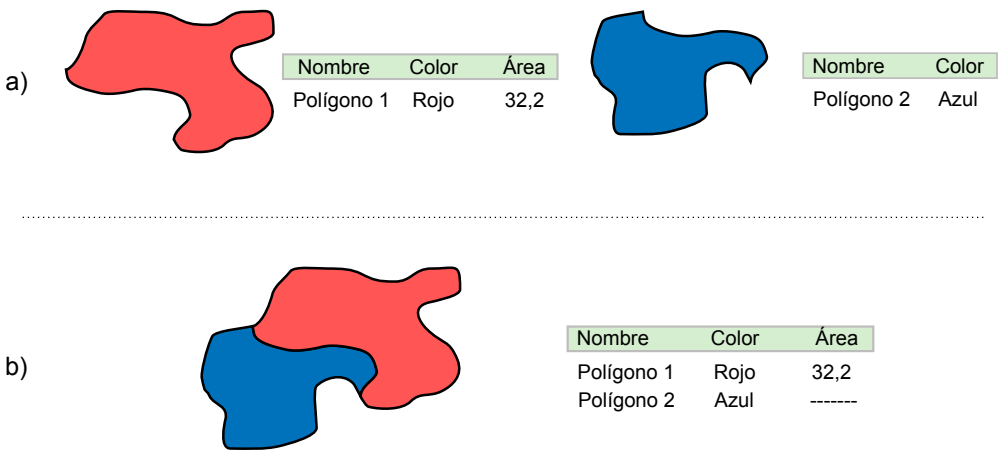 a)
Nombre Color Área
Polígono 1 Rojo 32,2
Nombre Color
Polígono 2 Azul
b)
Nombre Color Área
Polígono 1 Rojo 32,2
Polígono 2 Azul -------